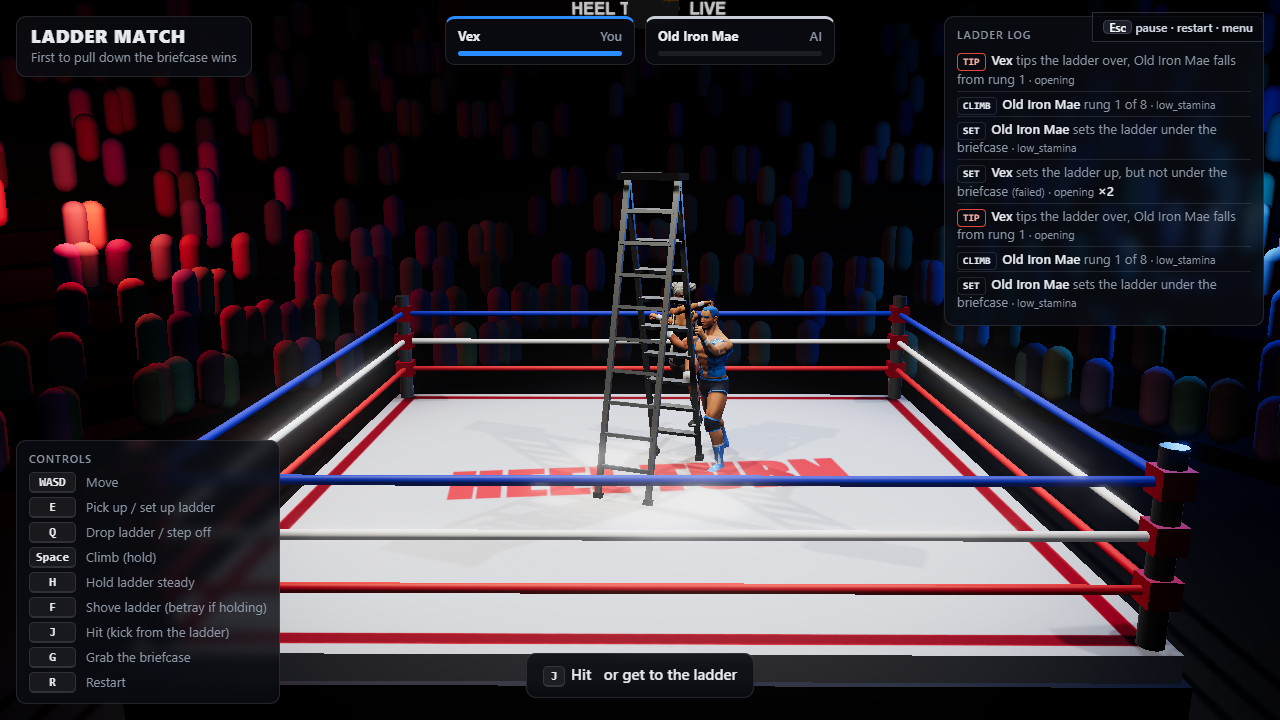 HEEL T LIVE
LADDER MATCH
First to pull down the briefcase wins
Vex You
Old Iron Mae AI
Esc pause · restart · menu
LADDER LOG
TIP Vex tips the ladder over, Old Iron Mae falls
from rung 1 · opening
CLIMB Old Iron Mae rung 1 of 8 · low_stamina
SET Old Iron Mae sets the ladder under the
briefcase · low_stamina
SET Vex sets the ladder up, but not under the
briefcase (failed) · opening ×2
TIP Vex tips the ladder over, Old Iron Mae falls
from rung 1 · opening
CLIMB Old Iron Mae rung 1 of 8 · low_stamina
SET Old Iron Mae sets the ladder under the
briefcase · low_stamina
HEEL TURN
CONTROLS
WASD Move
E Pick up / set up ladder
Q Drop ladder / step off
Space Climb (hold)
H Hold ladder steady
F Shove ladder (betray if holding)
J Hit (kick from the ladder)
G Grab the briefcase
R Restart
J Hit or get to the ladder